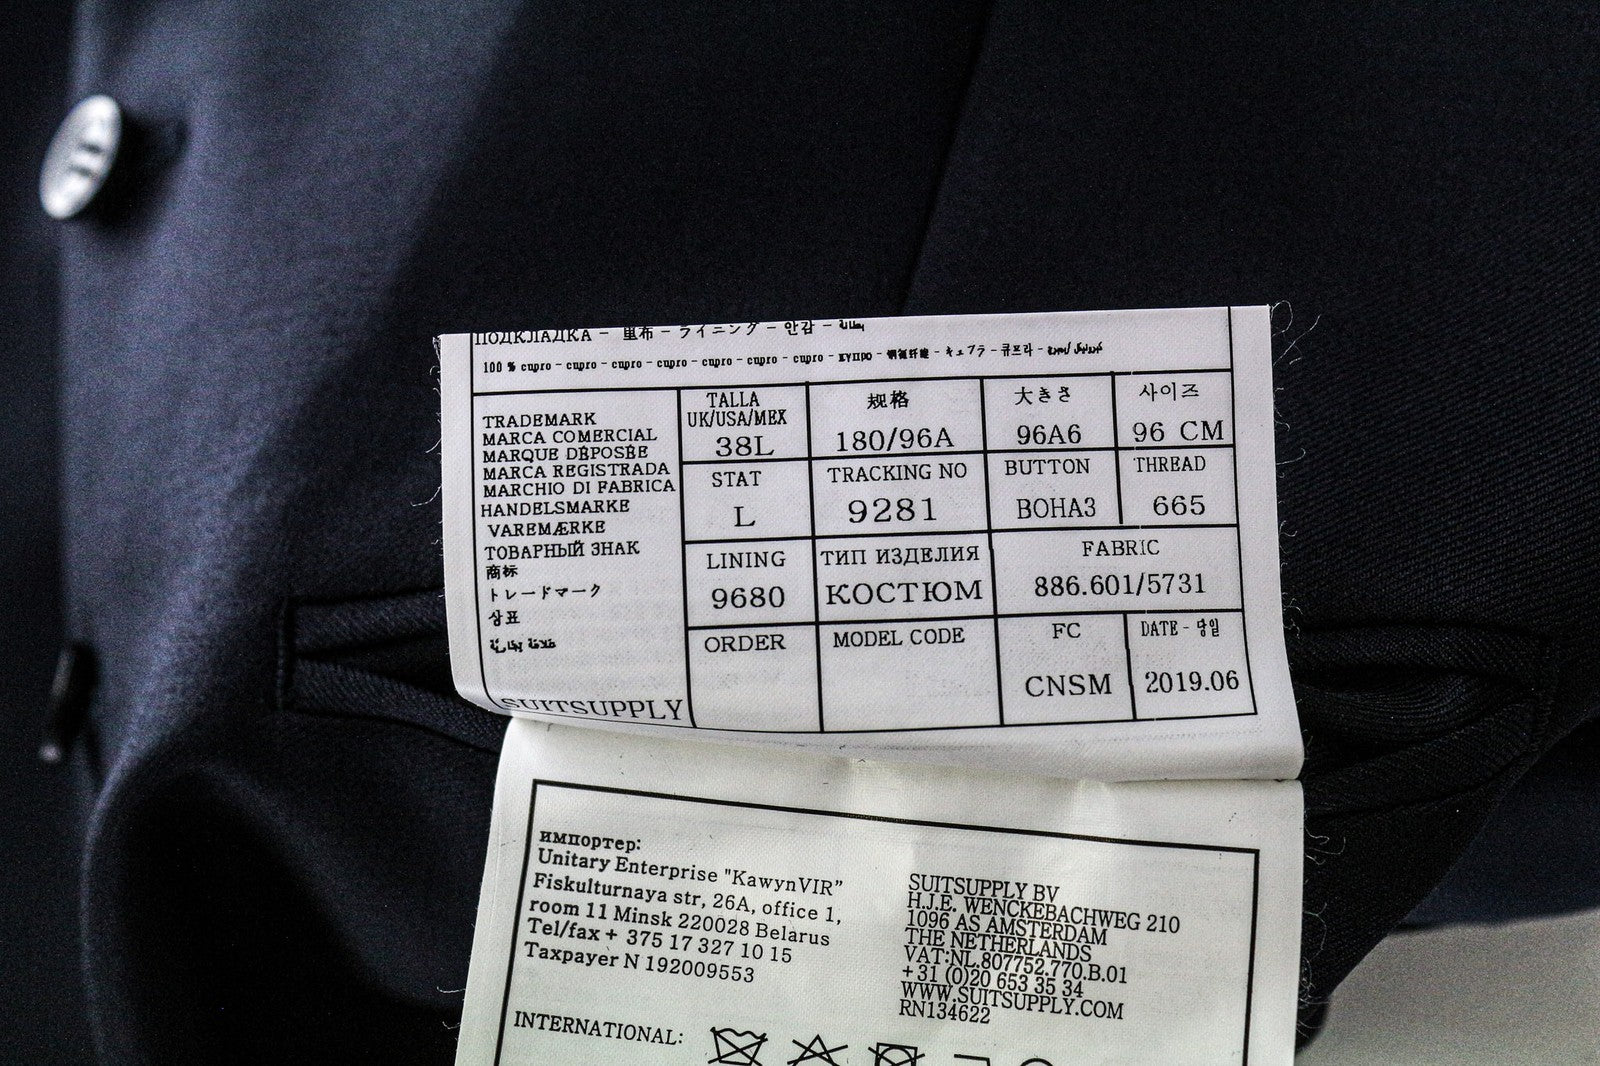 ПОДКЛАДКА - 里布 - ライニング - 안감 -
100 % cupro - cupro - cupro - cupro - cupro - cupro - cupro - купро - 铜氨纤维 - キュプラ - 큐프라 -
TRADEMARK
MARCA COMERCIAL
MARQUE DÉPOSÉE
MARCA REGISTRADA
MARCHIO DI FABRICA
HANDELSMARKE
VAREMÆRKE
ТОВАРНЫЙ ЗНАК
商标
トレードマーク
상표
SUITSUPPLY
TALLA
UK/USA/MEX
38L
规格
180/96A
大きさ
96A6
사이즈
96 CM
STAT
L
TRACKING NO
9281
BUTTON
BOHA3
THREAD
665
LINING
9680
ТИП ИЗДЕЛИЯ
КОСТЮМ
FABRIC
886.601/5731
ORDER
MODEL CODE
FC
CNSM
DATE - 당일
2019.06
импортер:
Unitary Enterprise "KawynVIR"
Fiskulturnaya str, 26A, office 1,
room 11 Minsk 220028 Belarus
Tel/fax + 375 17 327 10 15
Taxpayer N 192009553
SUITSUPPLY BV
H.J.E. WENCKEBACHWEG 210
1096 AS AMSTERDAM
THE NETHERLANDS
VAT:NL.807752.770.B.01
+31 (0)20 653 35 34
WWW.SUITSUPPLY.COM
RN134622
INTERNATIONAL: